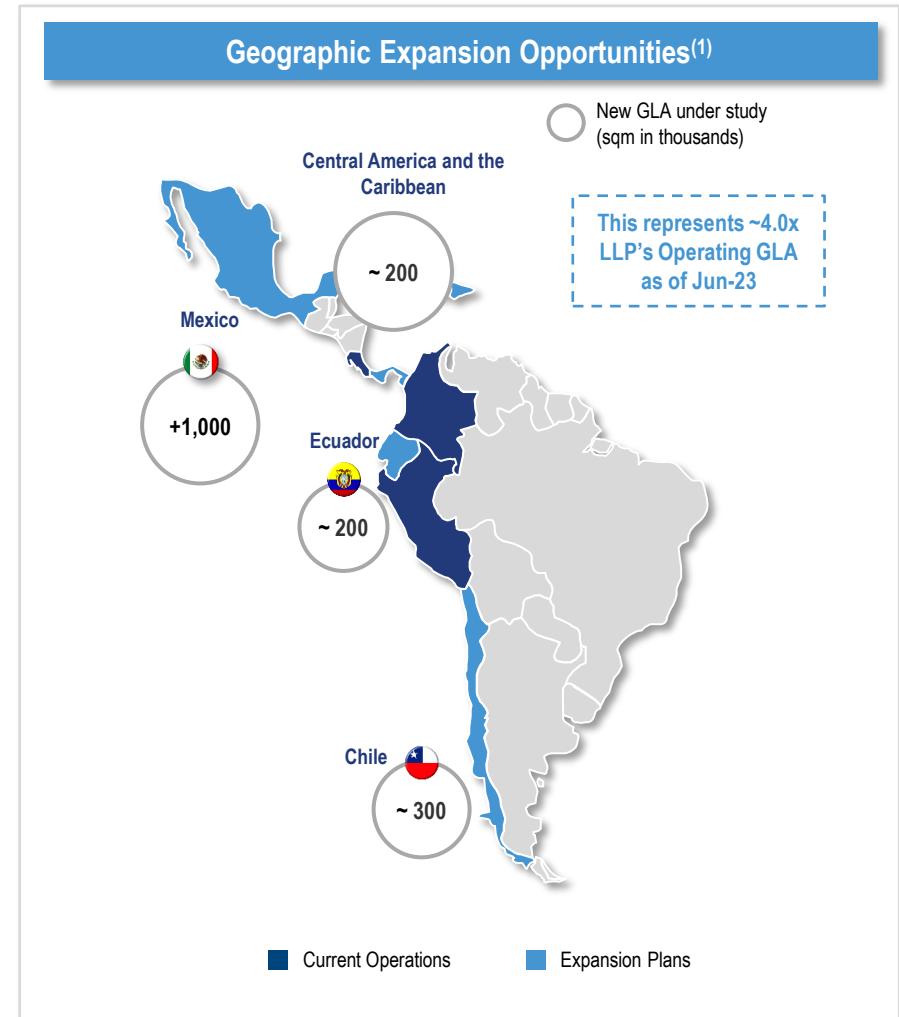 Geographic Expansion Opportunities(1)
New GLA under study
(sqm in thousands)
Central America and the
Caribbean
~ 200
This represents ~4.0x
LLP's Operating GLA
as of Jun-23
Mexico
+1,000
Ecuador
~ 200
Chile
~ 300
Current Operations
Expansion Plans